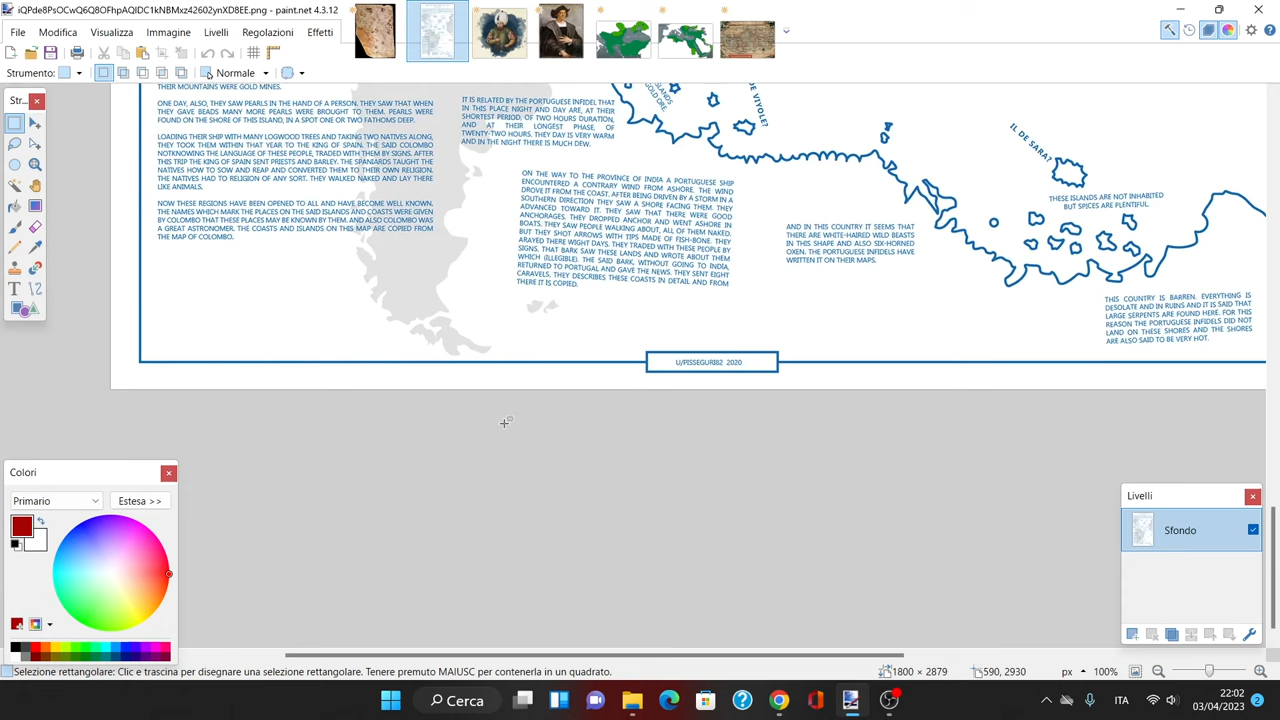 iQPde8PsOCwQ6Q8OFhpAQIDC1kNBMxz42602ynXD8EE.png - paint.net 4.3.12
File Modifica Visualizza Immagine Livelli Regolazioni Effetti
Strumento: Normale
THEIR MOUNTAINS WERE GOLD MINES.
ONE DAY, ALSO, THEY SAW PEARLS IN THE HAND OF A PERSON. THEY SAW THAT WHEN
THEY GAVE BEADS MANY MORE PEARLS WERE BROUGHT TO THEM. PEARLS WERE
FOUND ON THE SHORE OF THIS ISLAND, IN A SPOT ONE OR TWO FATHOMS DEEP.
LOADING THEIR SHIP WITH MANY LOGWOOD TREES AND TAKING TWO NATIVES ALONG,
THEY TOOK THEM WITHIN THAT YEAR TO THE KING OF SPAIN. THE SAID COLOMBO
NOTKNOWING THE LANGUAGE OF THESE PEOPLE, TRADED WITH THEM BY SIGNS. AFTER
THIS TRIP THE KING OF SPAIN SENT PRIESTS AND BARLEY. THE SPANIARDS TAUGHT THE
NATIVES HOW TO SOW AND REAP AND CONVERTED THEM TO THEIR OWN RELIGION.
THE NATIVES HAD TO RELIGION OF ANY SORT. THEY WALKED NAKED AND LAY THERE
LIKE ANIMALS.
NOW THESE REGIONS HAVE BEEN OPENED TO ALL AND HAVE BECOME WELL KNOWN.
THE NAMES WHICH MARK THE PLACES ON THE SAID ISLANDS AND COASTS WERE GIVEN
BY COLOMBO THAT THESE PLACES MAY BE KNOWN BY THEM. AND ALSO COLOMBO WAS
A GREAT ASTRONOMER. THE COASTS AND ISLANDS ON THIS MAP ARE COPIED FROM
THE MAP OF COLOMBO.
IT IS RELATED BY THE PORTUGUESE INFIDEL THAT
IN THIS PLACE NIGHT AND DAY ARE, AT THEIR
SHORTEST PERIOD, OF TWO HOURS DURATION,
AND AT THEIR LONGEST PHASE, OF
TWENTY-TWO HOURS. THEY DAY IS VERY WARM
AND IN THE NIGHT THERE IS MUCH DEW.
ISLANDS
GOLD ORE.
DE VIYOLE?
ON THE WAY TO THE PROVINCE OF INDIA A PORTUGUESE SHIP
ENCOUNTERED A CONTRARY WIND FROM ASHORE. THE WIND
DROVE IT FROM THE COAST. AFTER BEING DRIVEN BY A STORM IN A
SOUTHERN DIRECTION THEY SAW A SHORE FACING THEM. THEY
ADVANCED TOWARD IT. THEY SAW THAT THERE WERE GOOD
ANCHORAGES. THEY DROPPED ANCHOR AND WENT ASHORE IN
BOATS. THEY SAW PEOPLE WALKING ABOUT, ALL OF THEM NAKED.
BUT THEY SHOT ARROWS WITH TIPS MADE OF FISH-BONE. THEY
ARAYED THERE WIGHT DAYS. THEY TRADED WITH THESE PEOPLE BY
SIGNS. THAT BARK SAW THESE LANDS AND WROTE ABOUT THEM
WHICH (ILLEGIBLE). THE SAID BARK, WITHOUT GOING TO INDIA,
RETURNED TO PORTUGAL AND GAVE THE NEWS. THEY SENT EIGHT
CARAVELS, THEY DESCRIBES THESE COASTS IN DETAIL AND FROM
THERE IT IS COPIED.
AND IN THIS COUNTRY IT SEEMS THAT
THERE ARE WHITE-HAIRED WILD BEASTS
IN THIS SHAPE AND ALSO SIX-HORNED
OXEN. THE PORTUGUESE INFIDELS HAVE
WRITTEN IT ON THEIR MAPS.
IL DE SARA?
THESE ISLANDS ARE NOT INHABITED
BUT SPICES ARE PLENTIFUL.
THIS COUNTRY IS BARREN. EVERYTHING IS
DESOLATE AND IN RUINS AND IT IS SAID THAT
LARGE SERPENTS ARE FOUND HERE. FOR THIS
REASON THE PORTUGUESE INFIDELS DID NOT
LAND ON THESE SHORES AND THE SHORES
ARE ALSO SAID TO BE VERY HOT.
U/PISSEGURI82 2020
Str...
Colori
Primario
Estesa >>
Livelli
Sfondo
Selezione rettangolare: Clic e trascina per disegnare una selezione rettangolare. Tenere premuto MAIUSC per contenerla in un quadrato.
1800 × 2879
590, 2930
px
100%
Cerca
ITA
22:02
03/04/2023